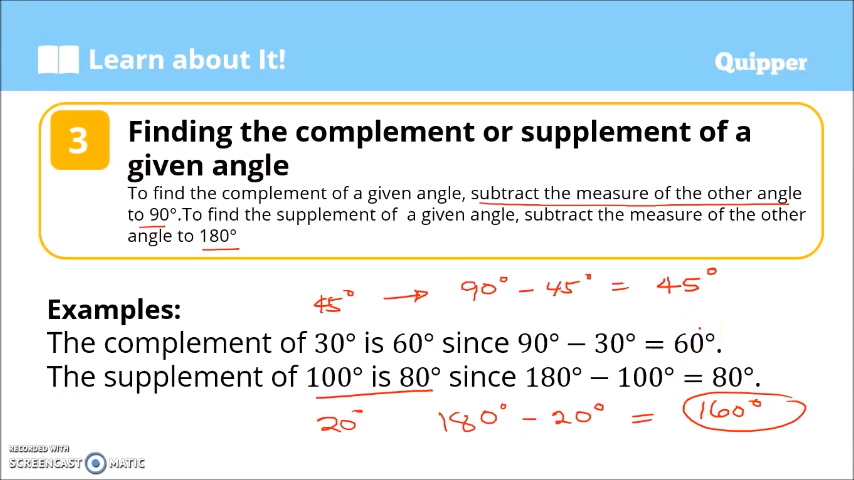 Learn about It!
Quipper
3
Finding the complement or supplement of a
given angle
To find the complement of a given angle, subtract the measure of the other angle
to 90°.To find the supplement of a given angle, subtract the measure of the other
angle to 180°
45° → 90° - 45° = 45°
Examples:
The complement of 30° is 60° since 90° − 30° = 60°.
The supplement of 100° is 80° since 180° − 100° = 80°.
20° 180° - 20° = 160°
RECORDED WITH
SCREENCAST MATIC